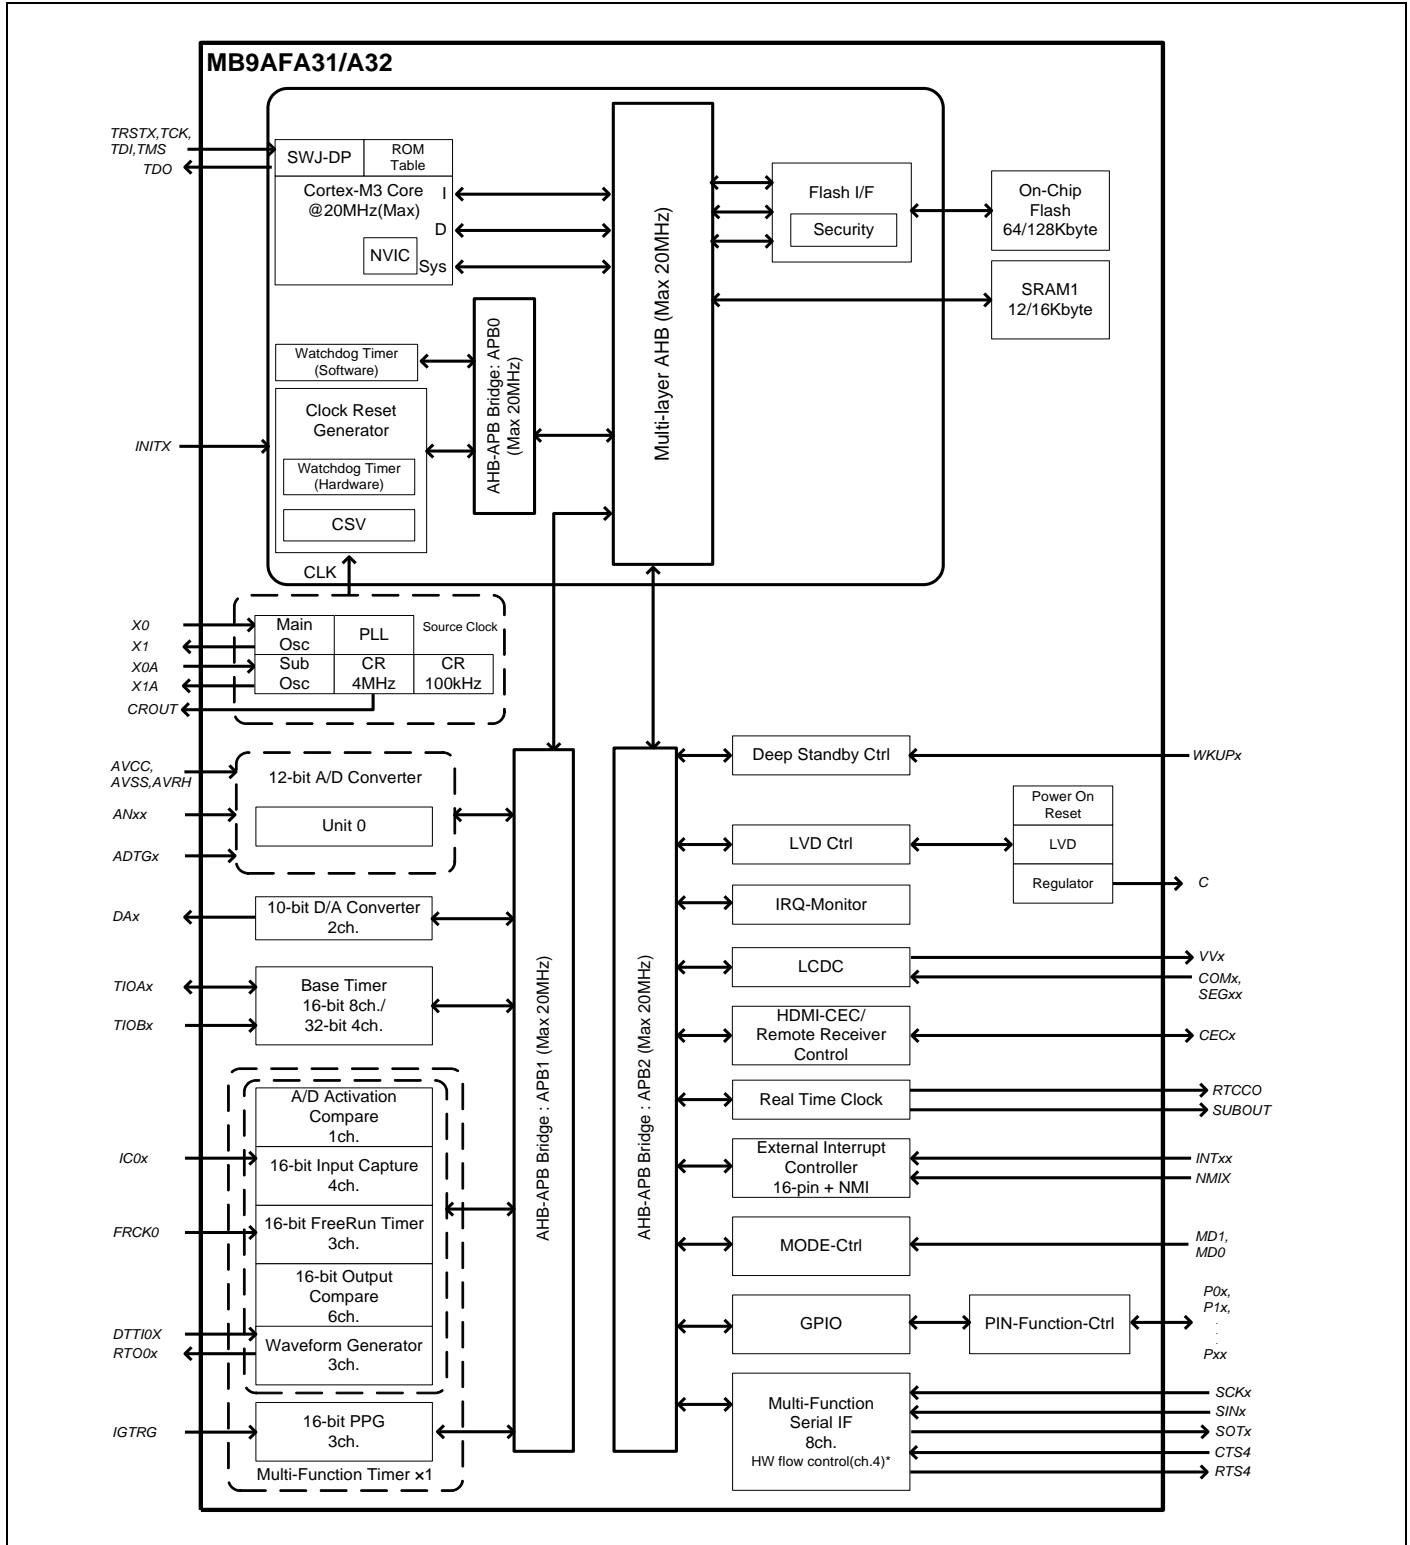 MB9AFA31/A32
TRSTX,TCK,
TDI,TMS
TDO
SWJ-DP
ROM
Table
Cortex-M3 Core
@20MHz(Max)
I
D
NVIC
Sys
Multi-layer AHB (Max 20MHz)
Flash I/F
Security
On-Chip
Flash
64/128Kbyte
SRAM1
12/16Kbyte
Watchdog Timer
(Software)
AHB-APB Bridge: APB0
(Max 20MHz)
Clock Reset
Generator
INITX
Watchdog Timer
(Hardware)
CSV
CLK
X0
X1
X0A
X1A
CROUT
Main
Osc
PLL
Source Clock
Sub
Osc
CR
4MHz
CR
100kHz
AVCC,
AVSS,AVRH
ANxx
ADTGx
12-bit A/D Converter
Unit 0
DAx
10-bit D/A Converter
2ch.
TIOAx
TIOBx
Base Timer
16-bit 8ch./
32-bit 4ch.
A/D Activation
Compare
1ch.
IC0x
16-bit Input Capture
4ch.
FRCK0
16-bit FreeRun Timer
3ch.
16-bit Output
Compare
6ch.
DTTI0X
RTO0x
Waveform Generator
3ch.
IGTRG
16-bit PPG
3ch.
Multi-Function Timer ×1
AHB-APB Bridge : APB1 (Max 20MHz)
AHB-APB Bridge : APB2 (Max 20MHz)
Deep Standby Ctrl
WKUPx
LVD Ctrl
Power On
Reset
LVD
Regulator
C
IRQ-Monitor
LCDC
VVx
COMx,
SEGxx
HDMI-CEC/
Remote Receiver
Control
CECx
Real Time Clock
RTCCO
SUBOUT
External Interrupt
Controller
16-pin + NMI
INTxx
NMIX
MODE-Ctrl
MD1,
MD0
GPIO
PIN-Function-Ctrl
P0x,
P1x,
.
.
.
Pxx
Multi-Function
Serial IF
8ch.
HW flow control(ch.4)*
SCKx
SINx
SOTx
CTS4
RTS4